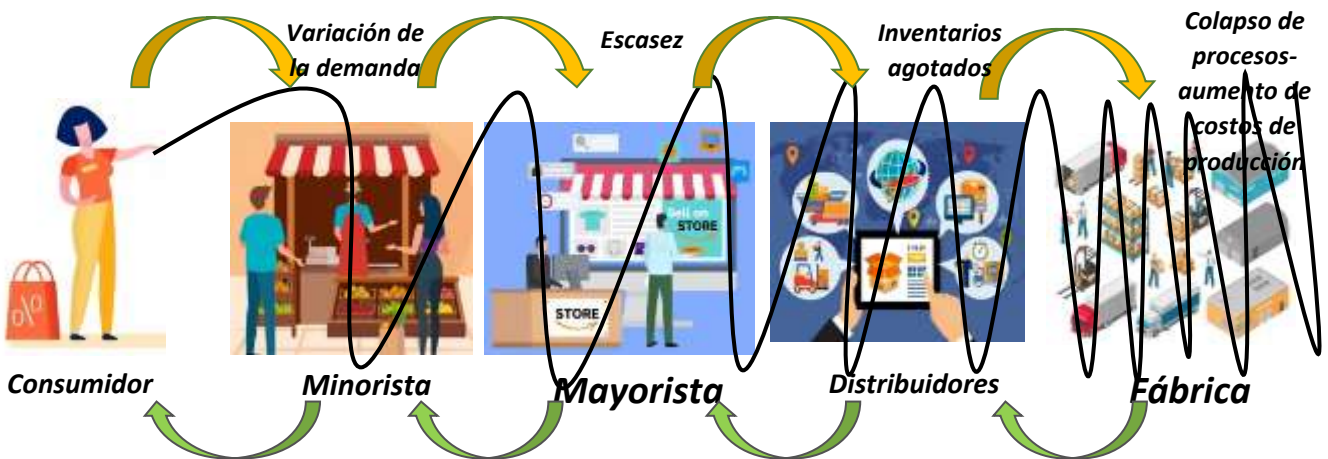 Variación de
la demanda
Escasez
Inventarios
agotados
Colapso de
procesos-
aumento de
costos de
producción
D%
Sell on
STORE
STORE
Consumidor
Minorista
Mayorista
Distribuidores
Fábrica